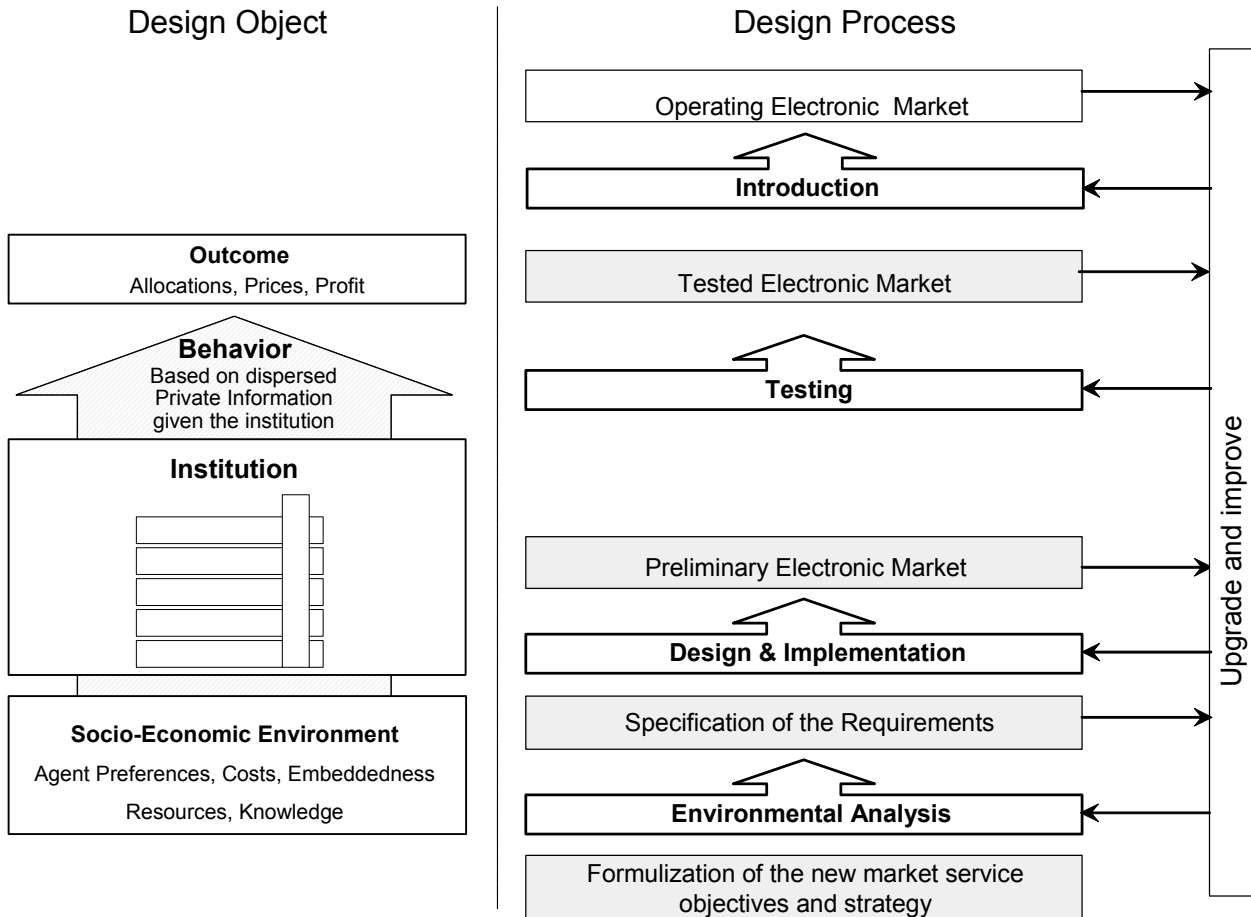 Design Object
Design Process
Operating Electronic Market
Introduction
Outcome
Allocations, Prices, Profit
Tested Electronic Market
Behavior
Based on dispersed
Private Information
given the institution
Testing
Institution
Preliminary Electronic Market
Design & Implementation
Socio-Economic Environment
Agent Preferences, Costs, Embeddedness
Resources, Knowledge
Specification of the Requirements
Environmental Analysis
Formulization of the new market service
objectives and strategy
Upgrade and improve